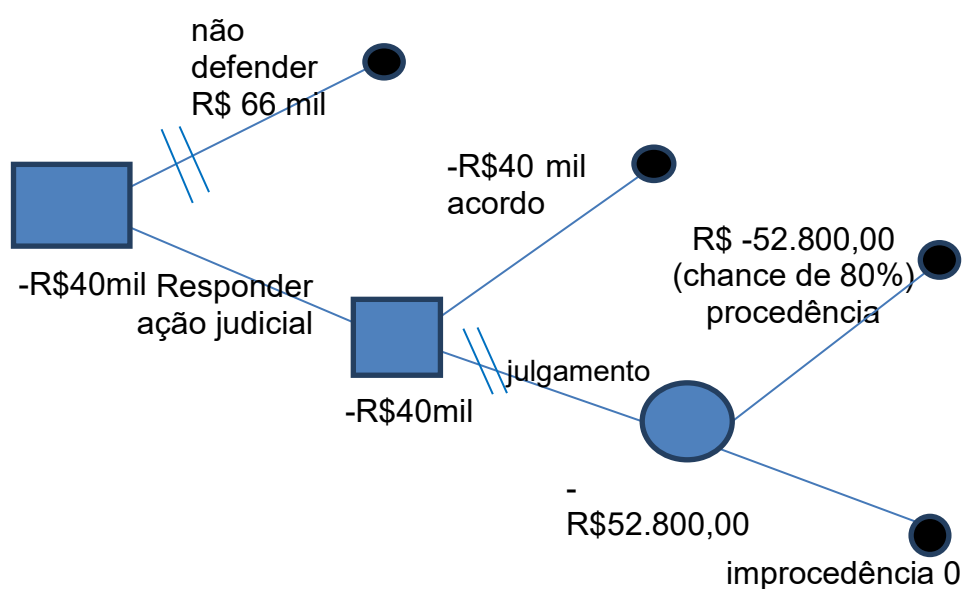 não
defender
R$ 66 mil
-R$40 mil
acordo
R$ -52.800,00
(chance de 80%)
procedência
-R$40mil
Responder
ação judicial
julgamento
-R$40mil
-
R$52.800,00
improcedência 0